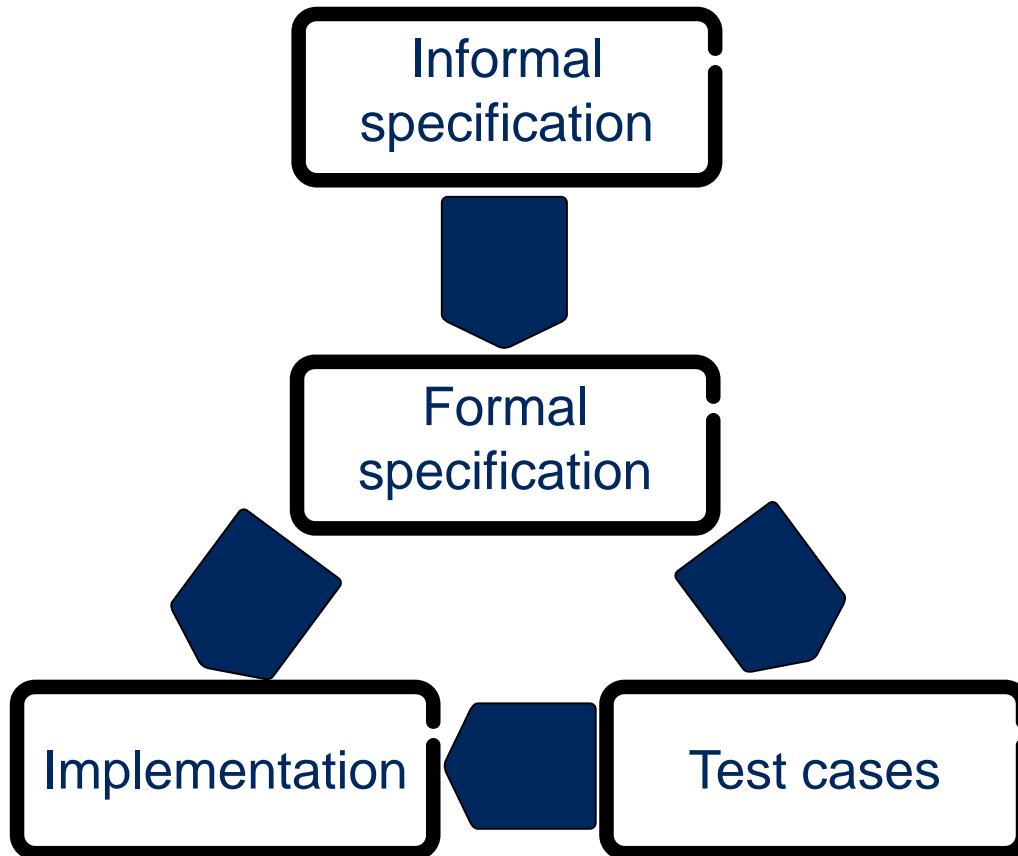 Informal
specification
Formal
specification
Implementation
Test cases